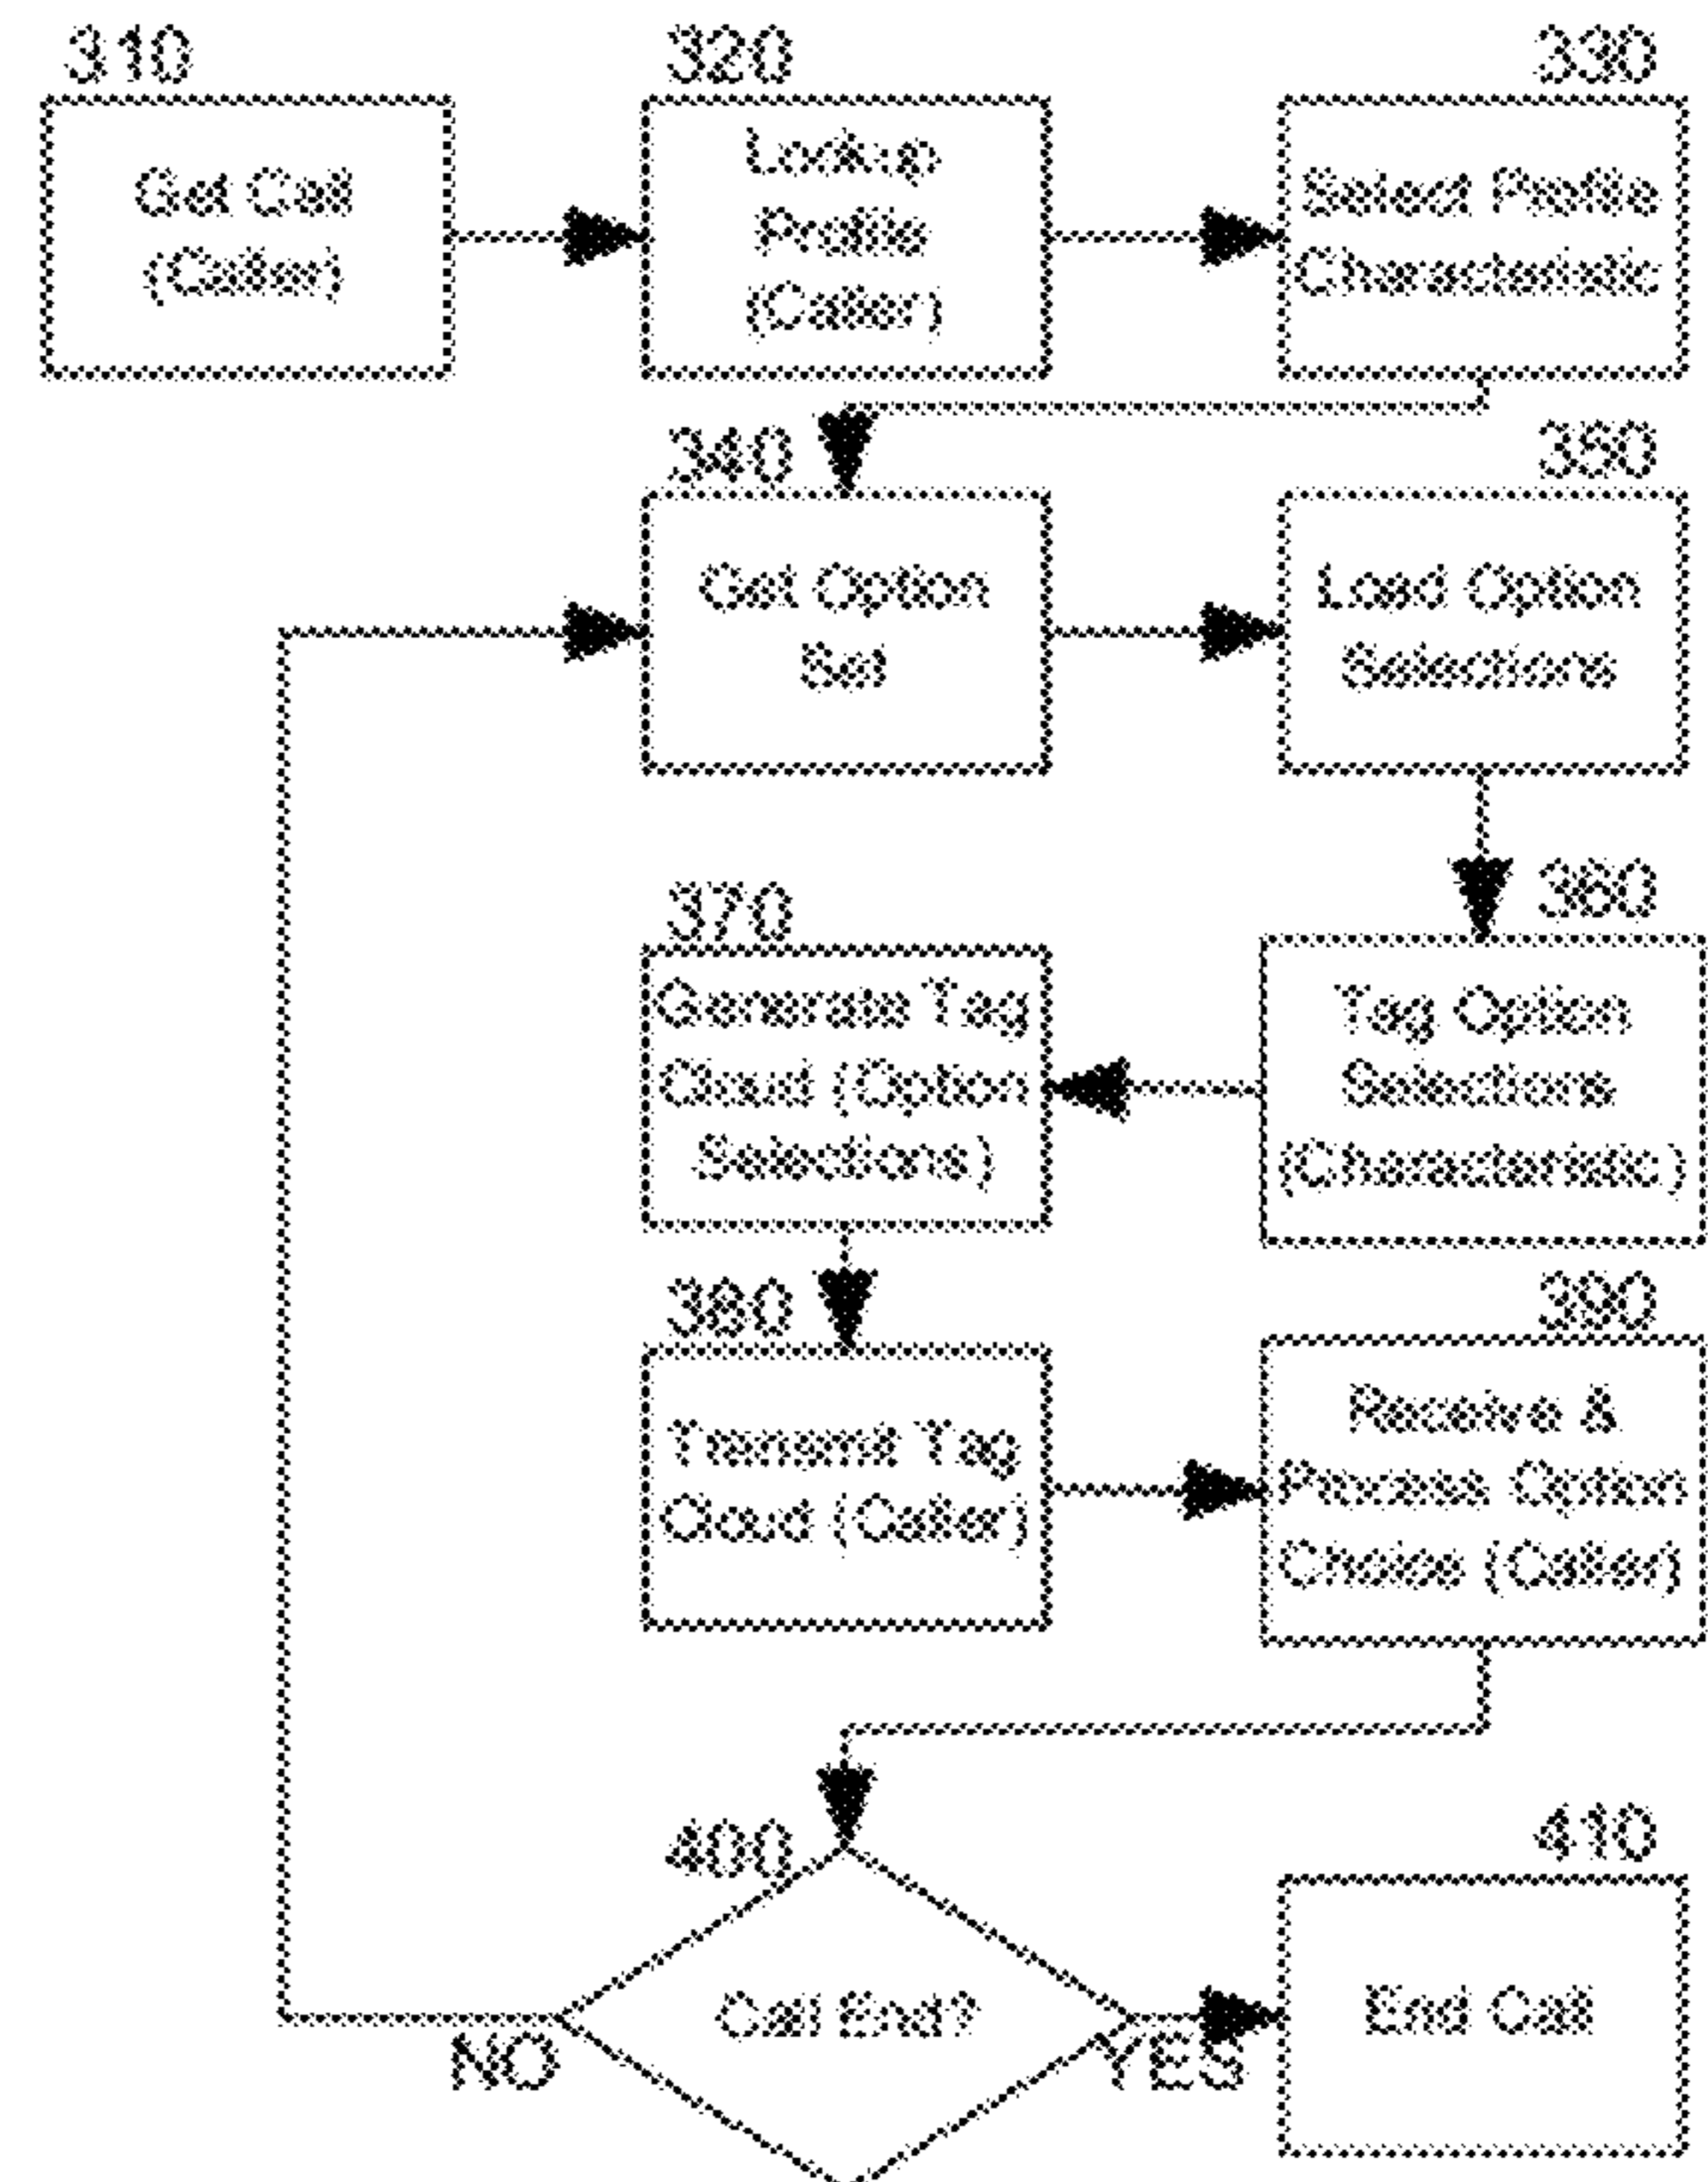 310
Get Call
(Caller)
320
Lookup
Profile
(Caller)
330
Select Profile
Characteristic
340
Get Option
Set
350
Load Option
Selections
360
Tag Option
Selections
(Characteristic)
370
Generate Tag
Cloud (Option
Selections)
380
Transmit Tag
Cloud (Caller)
390
Receive &
Process Option
Choice (Caller)
400
Call End?
NO
YES
410
End Call